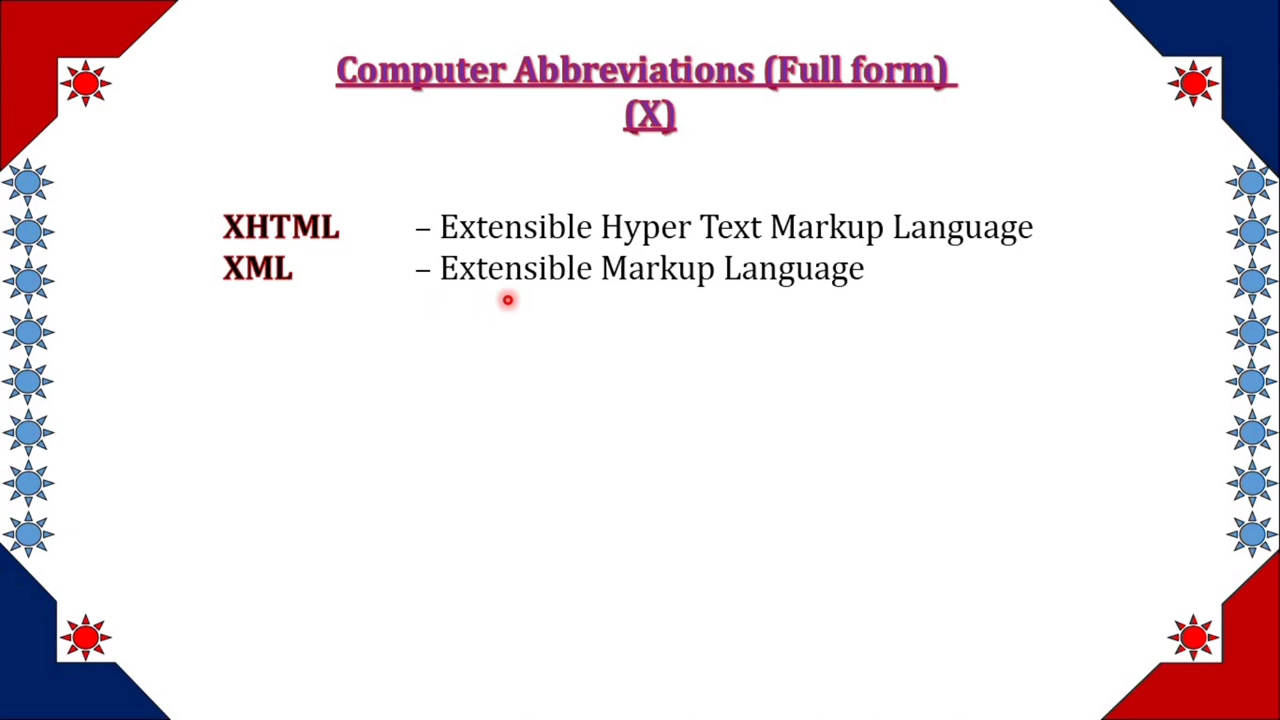 Computer Abbreviations (Full form)
(X)
XHTML – Extensible Hyper Text Markup Language
XML – Extensible Markup Language